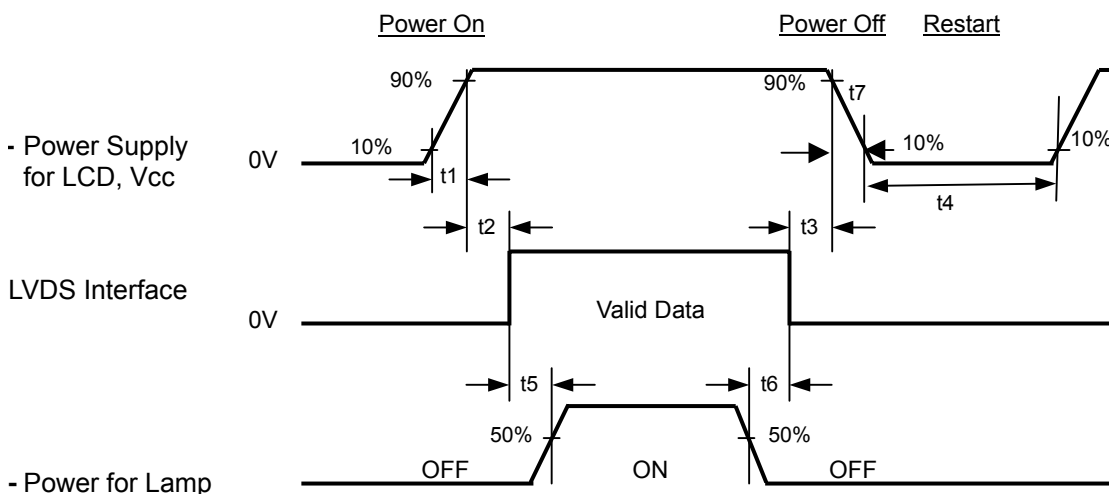 Power On
Power Off
Restart
90%
90%
t7
- Power Supply
for LCD, Vcc
0V
10%
10%
10%
t1
t4
t2
t3
LVDS Interface
Valid Data
0V
t5
t6
50%
50%
OFF
ON
OFF
- Power for Lamp